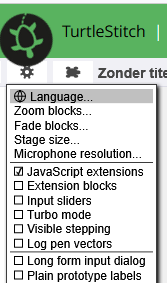 TurtleStitch
Zonder tite
Language...
Zoom blocks...
Fade blocks...
Stage size...
Microphone resolution...
JavaScript extensions
Extension blocks
Input sliders
Turbo mode
Visible stepping
Log pen vectors
Long form input dialog
Plain prototype labels